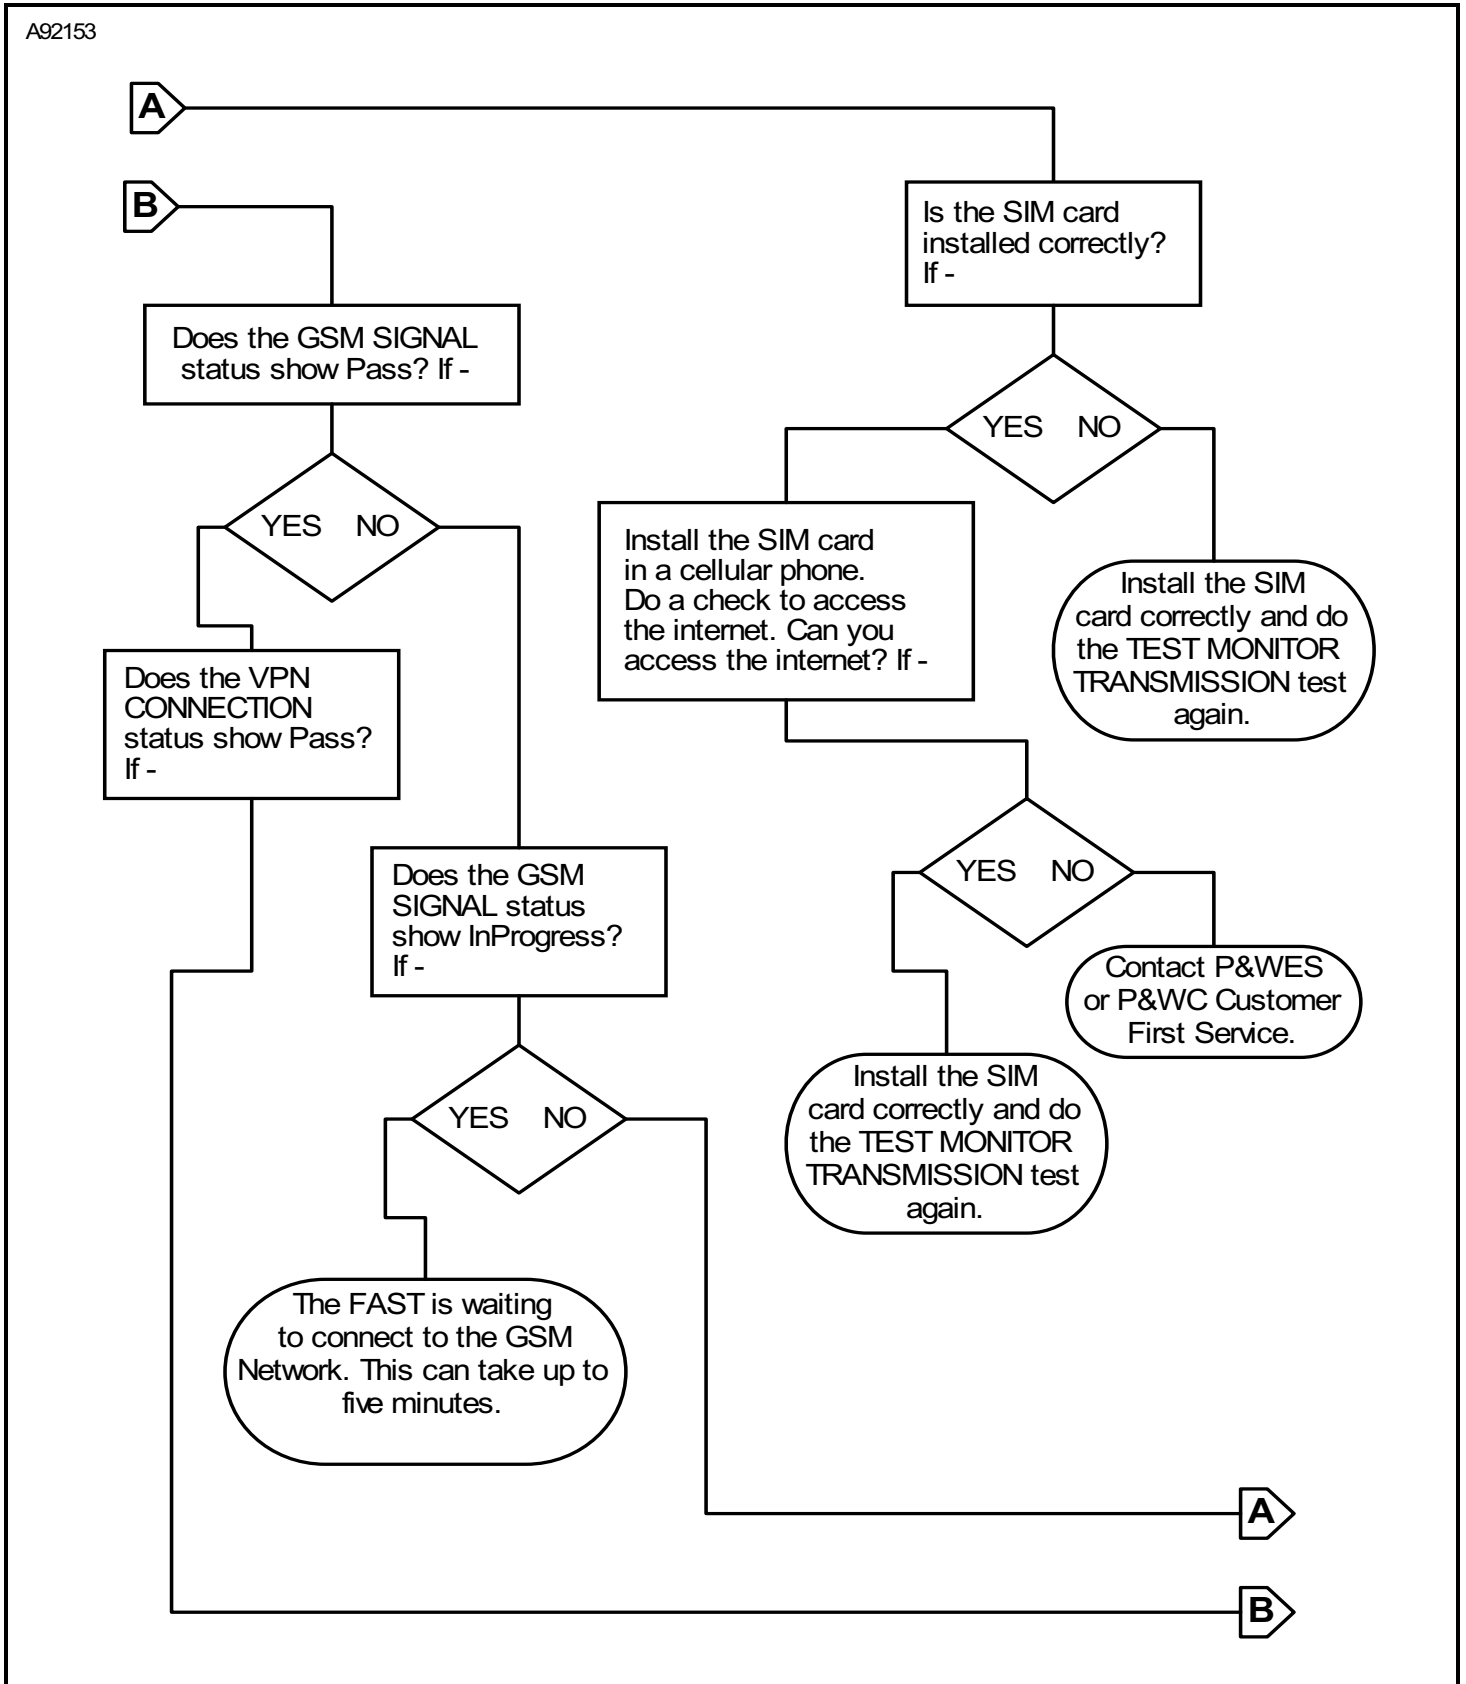 A92153
A
B
Is the SIM card
installed correctly?
If -
Does the GSM SIGNAL
status show Pass? If -
YES NO
YES NO
Install the SIM card
in a cellular phone.
Do a check to access
the internet. Can you
access the internet? If -
Install the SIM
card correctly and do
the TEST MONITOR
TRANSMISSION test
again.
Does the VPN
CONNECTION
status show Pass?
If -
Does the GSM
SIGNAL status
show InProgress?
If -
YES NO
Contact P&WES
or P&WC Customer
First Service.
Install the SIM
card correctly and do
the TEST MONITOR
TRANSMISSION test
again.
YES NO
The FAST is waiting
to connect to the GSM
Network. This can take up to
five minutes.
A
B